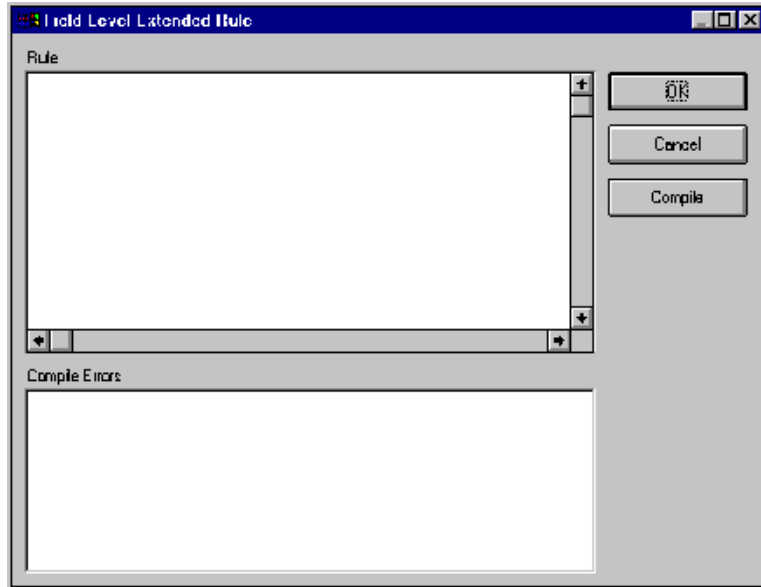 Field Level Extended Rule
Rule
OK
Cancel
Compile
Compile Errors